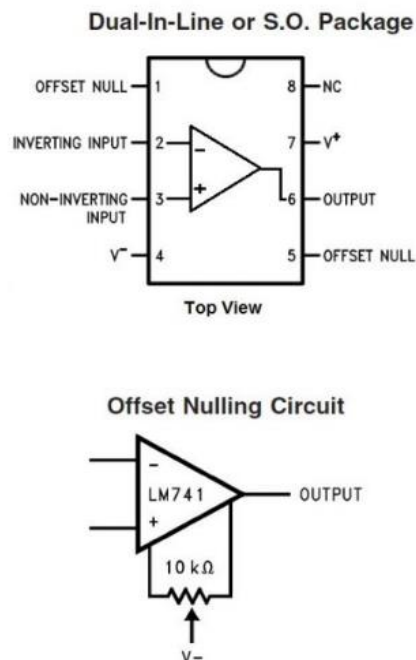 Dual-In-Line or S.O. Package
OFFSET NULL 1 8 NC
INVERTING INPUT 2 − 7 V+
NON-INVERTING 3 + 6 OUTPUT
INPUT
V− 4 5 OFFSET NULL
Top View
Offset Nulling Circuit
−
LM741 OUTPUT
+
10 kΩ
V−